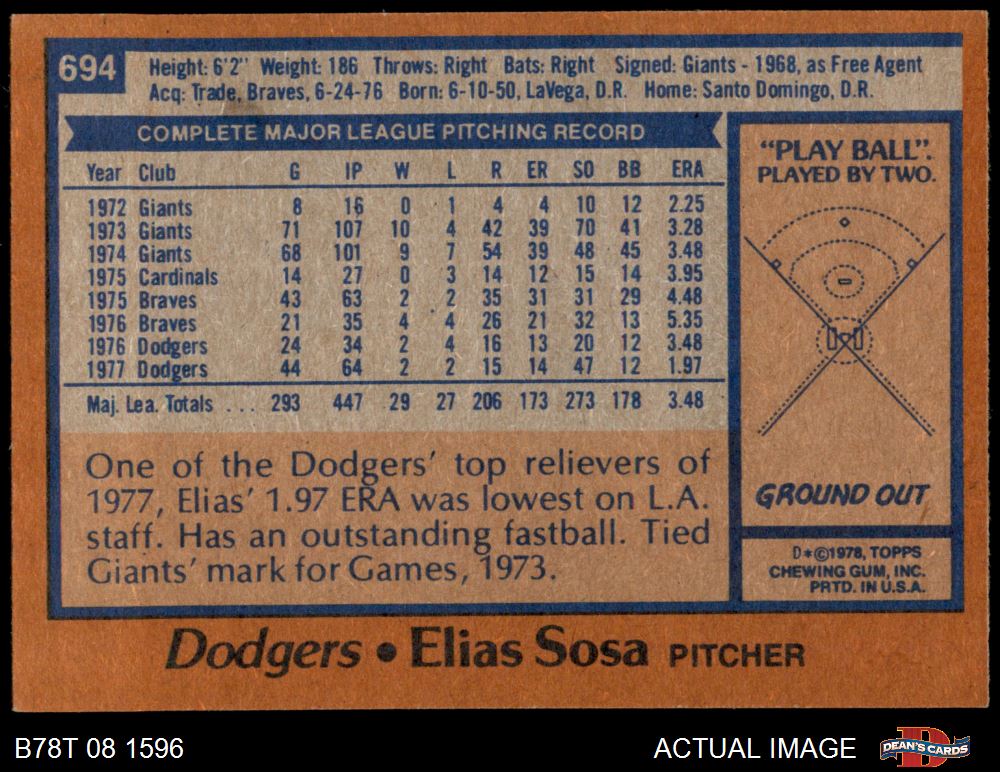 694
Height: 6'2" Weight: 186 Throws: Right Bats: Right Signed: Giants - 1968, as Free Agent
Acq: Trade, Braves, 6-24-76 Born: 6-10-50, LaVega, D.R. Home: Santo Domingo, D.R.
COMPLETE MAJOR LEAGUE PITCHING RECORD
Year Club G IP W L R ER SO BB ERA
1972 Giants 8 16 0 1 4 4 10 12 2.25
1973 Giants 71 107 10 4 42 39 70 41 3.28
1974 Giants 68 101 9 7 54 39 48 45 3.48
1975 Cardinals 14 27 0 3 14 12 15 14 3.95
1975 Braves 43 63 2 2 35 31 31 29 4.48
1976 Braves 21 35 4 4 26 21 32 13 5.35
1976 Dodgers 24 34 2 4 16 13 20 12 3.48
1977 Dodgers 44 64 2 2 15 14 47 12 1.97
Maj. Lea. Totals ... 293 447 29 27 206 173 273 178 3.48
One of the Dodgers' top relievers of
1977, Elias' 1.97 ERA was lowest on L.A.
staff. Has an outstanding fastball. Tied
Giants' mark for Games, 1973.
"PLAY BALL".
PLAYED BY TWO.
GROUND OUT
D*©1978, TOPPS
CHEWING GUM, INC.
PRTD. IN U.S.A.
Dodgers • Elias Sosa PITCHER
B78T 08 1596
ACTUAL IMAGE
DEAN'S CARDS